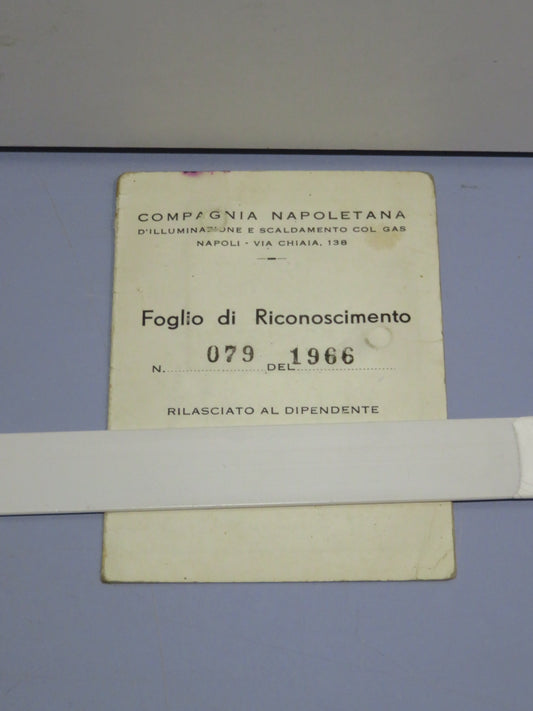 COMPAGNIA NAPOLETANA
D'ILLUMINAZIONE E SCALDAMENTO COL GAS
NAPOLI - VIA CHIAIA, 138
Foglio di Riconoscimento
N. 079 DEL 1966
RILASCIATO AL DIPENDENTE